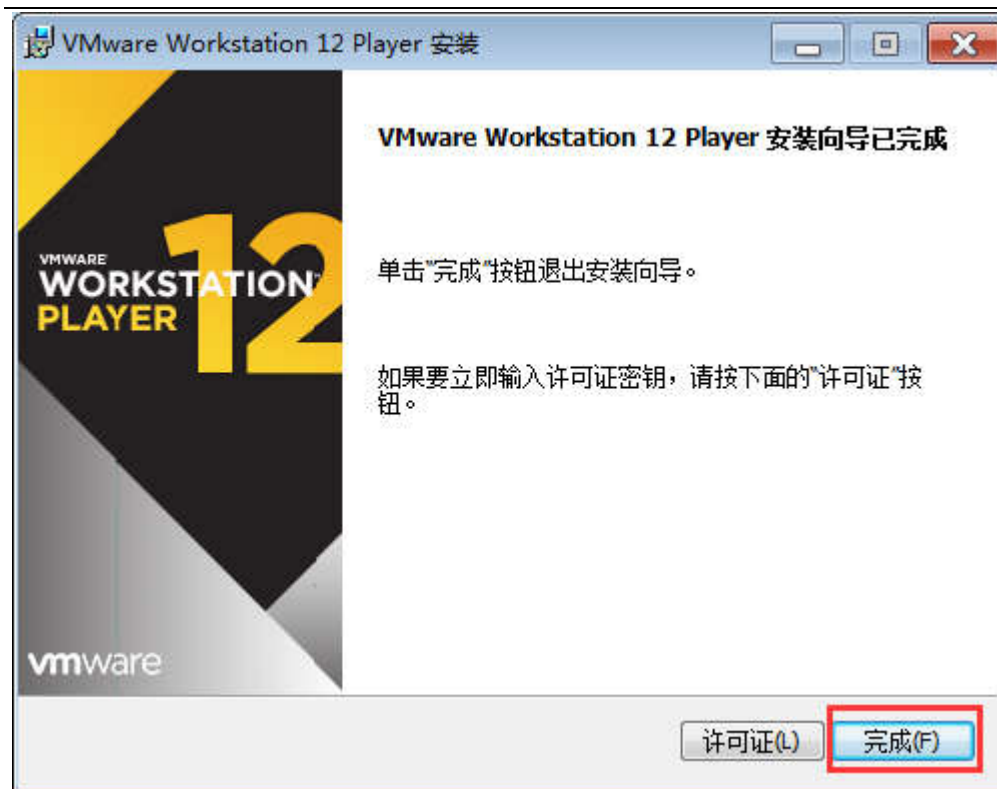 VMware Workstation 12 Player 安装
VMware Workstation 12 Player 安装向导已完成
单击"完成"按钮退出安装向导。
如果要立即输入许可证密钥，请按下面的"许可证"按
钮。
12
VMWARE
WORKSTATION™
PLAYER
vmware
许可证(L)
完成(F)